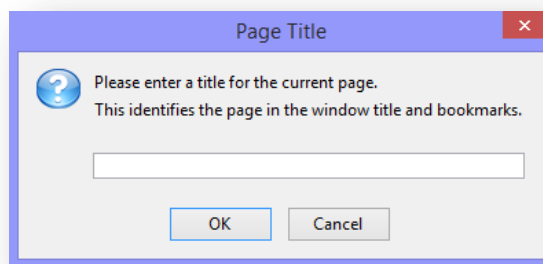 Page Title
Please enter a title for the current page.
This identifies the page in the window title and bookmarks.
OK
Cancel